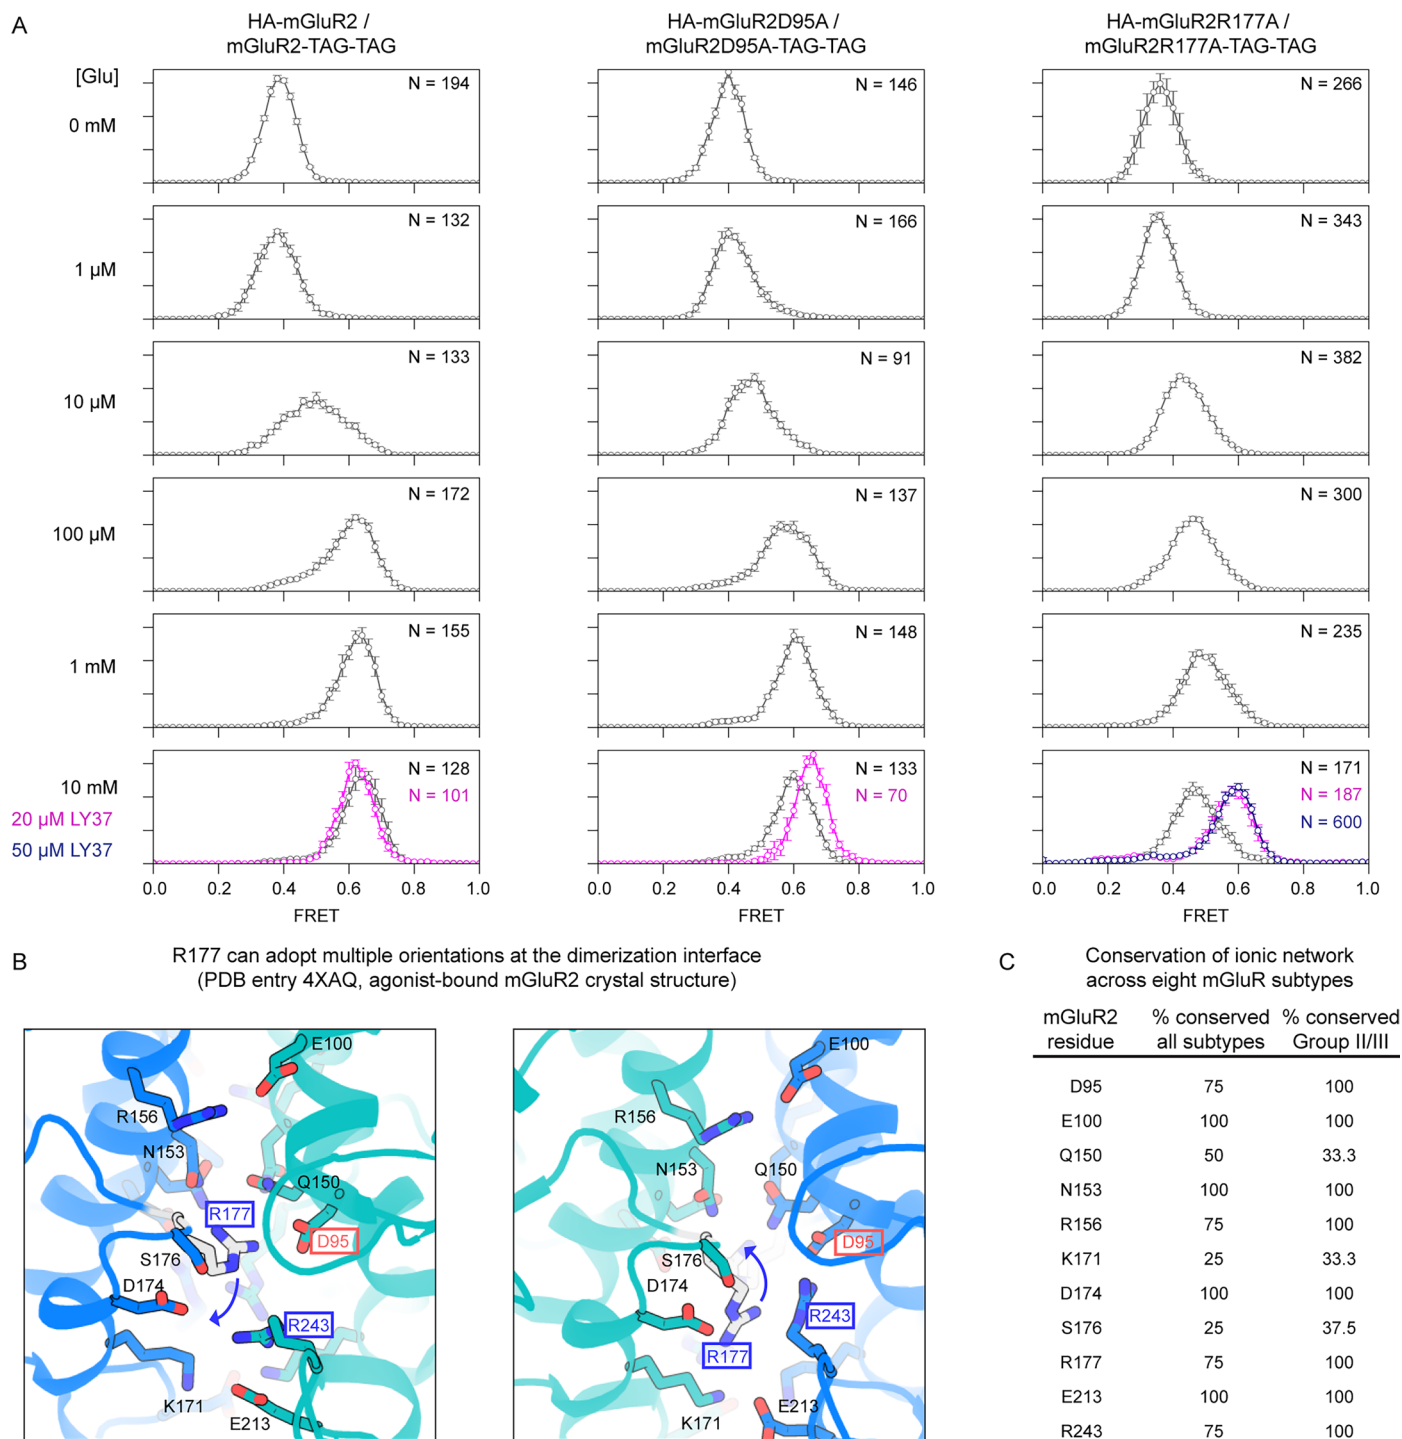 A
HA-mGluR2 /
mGluR2-TAG-TAG
HA-mGluR2D95A /
mGluR2D95A-TAG-TAG
HA-mGluR2R177A /
mGluR2R177A-TAG-TAG
[Glu]
0 mM
N = 194
N = 146
N = 266
1 µM
N = 132
N = 166
N = 343
10 µM
N = 133
N = 91
N = 382
100 µM
N = 172
N = 137
N = 300
1 mM
N = 155
N = 148
N = 235
10 mM
20 µM LY37
50 µM LY37
N = 128
N = 101
N = 133
N = 70
N = 171
N = 187
N = 600
0.0 0.2 0.4 0.6 0.8 1.0
FRET
0.0 0.2 0.4 0.6 0.8 1.0
FRET
0.0 0.2 0.4 0.6 0.8 1.0
FRET
B
R177 can adopt multiple orientations at the dimerization interface
(PDB entry 4XAQ, agonist-bound mGluR2 crystal structure)
E100
R156
N153
Q150
R177
D95
S176
D174
R243
K171
E213
E100
R156
N153
Q150
S176
D95
D174
R243
R177
K171
E213
C
Conservation of ionic network
across eight mGluR subtypes
mGluR2 % conserved % conserved
residue all subtypes Group II/III
D95 75 100
E100 100 100
Q150 50 33.3
N153 100 100
R156 75 100
K171 25 33.3
D174 100 100
S176 25 37.5
R177 75 100
E213 100 100
R243 75 100